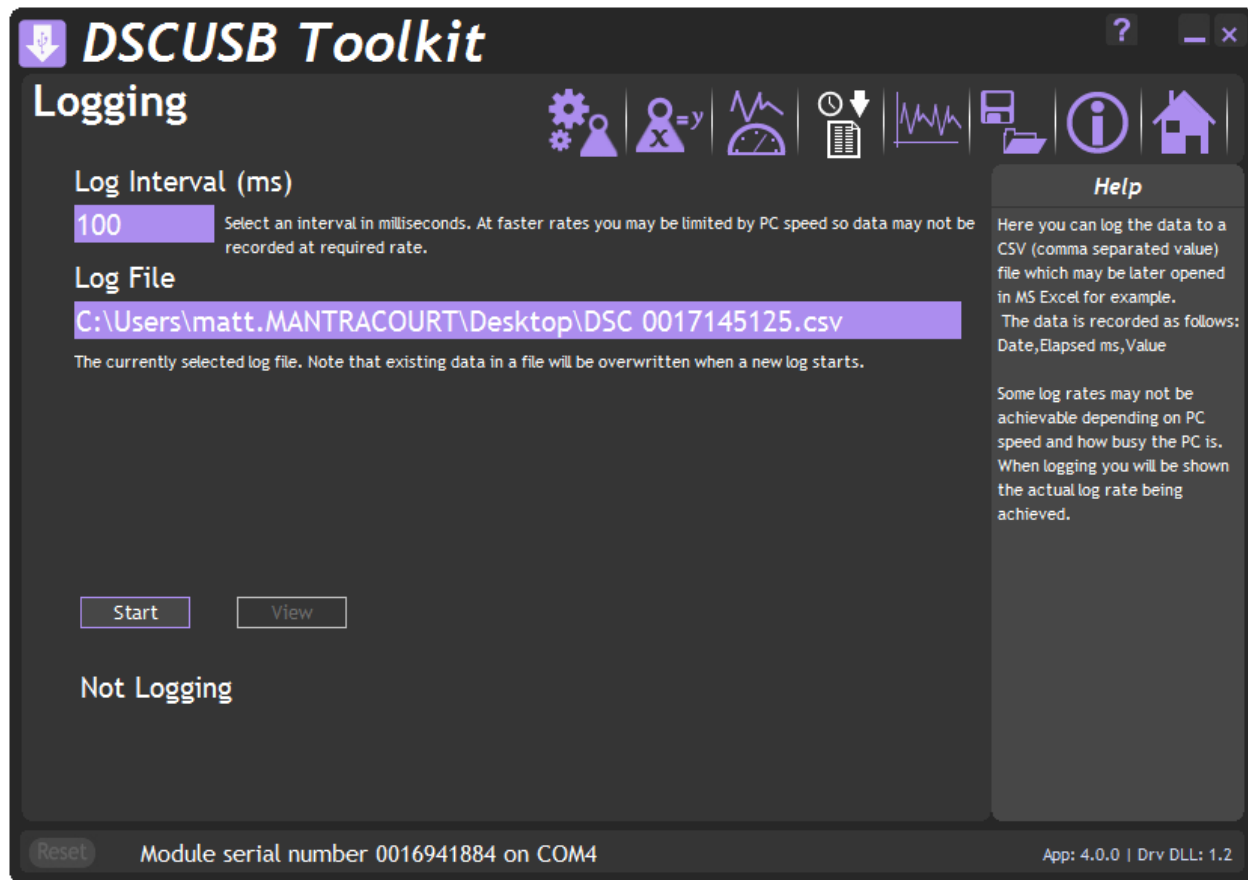 DSCUSB Toolkit
?
Logging
x
=y
Log Interval (ms)
100
Select an interval in milliseconds. At faster rates you may be limited by PC speed so data may not be
recorded at required rate.
Log File
C:\Users\matt.MANTRACOURT\Desktop\DSC 0017145125.csv
The currently selected log file. Note that existing data in a file will be overwritten when a new log starts.
Start
View
Not Logging
Help
Here you can log the data to a
CSV (comma separated value)
file which may be later opened
in MS Excel for example.
The data is recorded as follows:
Date,Elapsed ms,Value
Some log rates may not be
achievable depending on PC
speed and how busy the PC is.
When logging you will be shown
the actual log rate being
achieved.
Reset
Module serial number 0016941884 on COM4
App: 4.0.0 | Drv DLL: 1.2